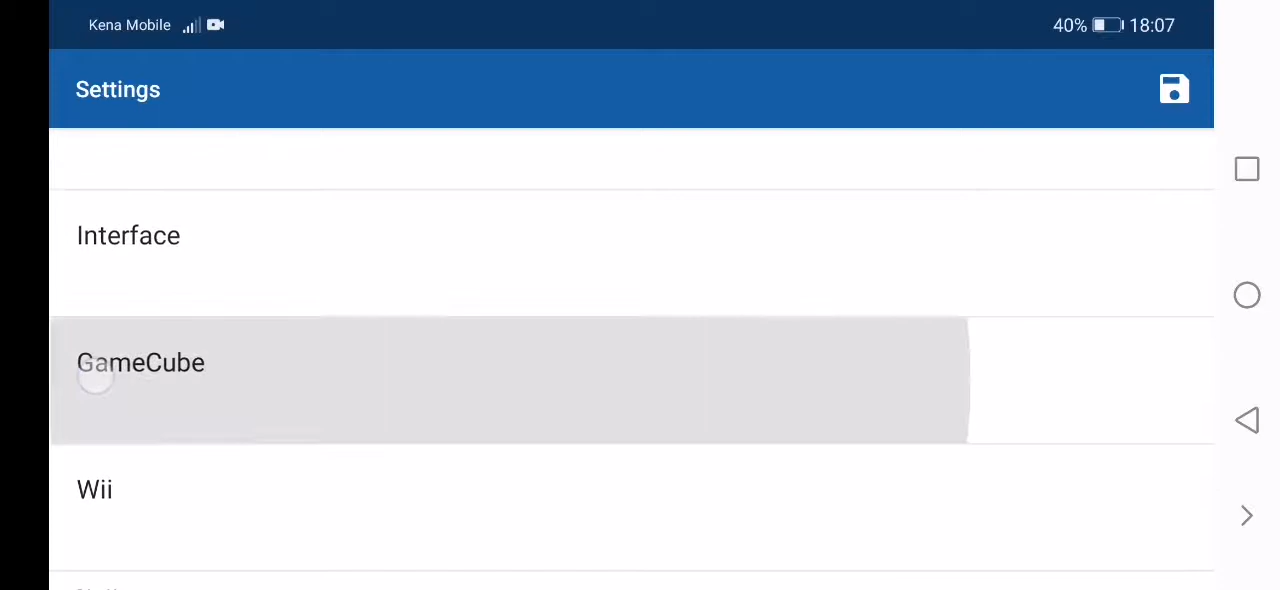 Kena Mobile
40% 18:07
Settings
Interface
GameCube
Wii